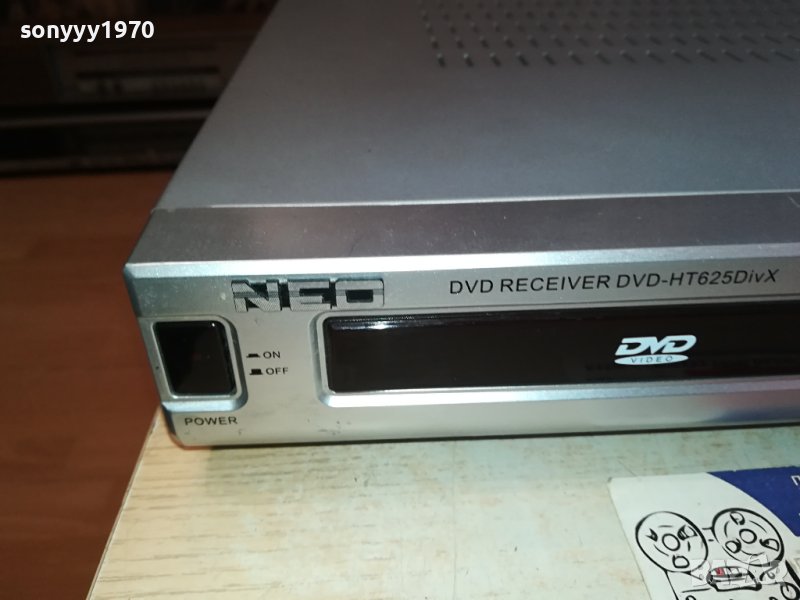 sonyyy1970
NEO
DVD RECEIVER DVD-HT625DivX
ON
OFF
POWER
DVD
VIDEO